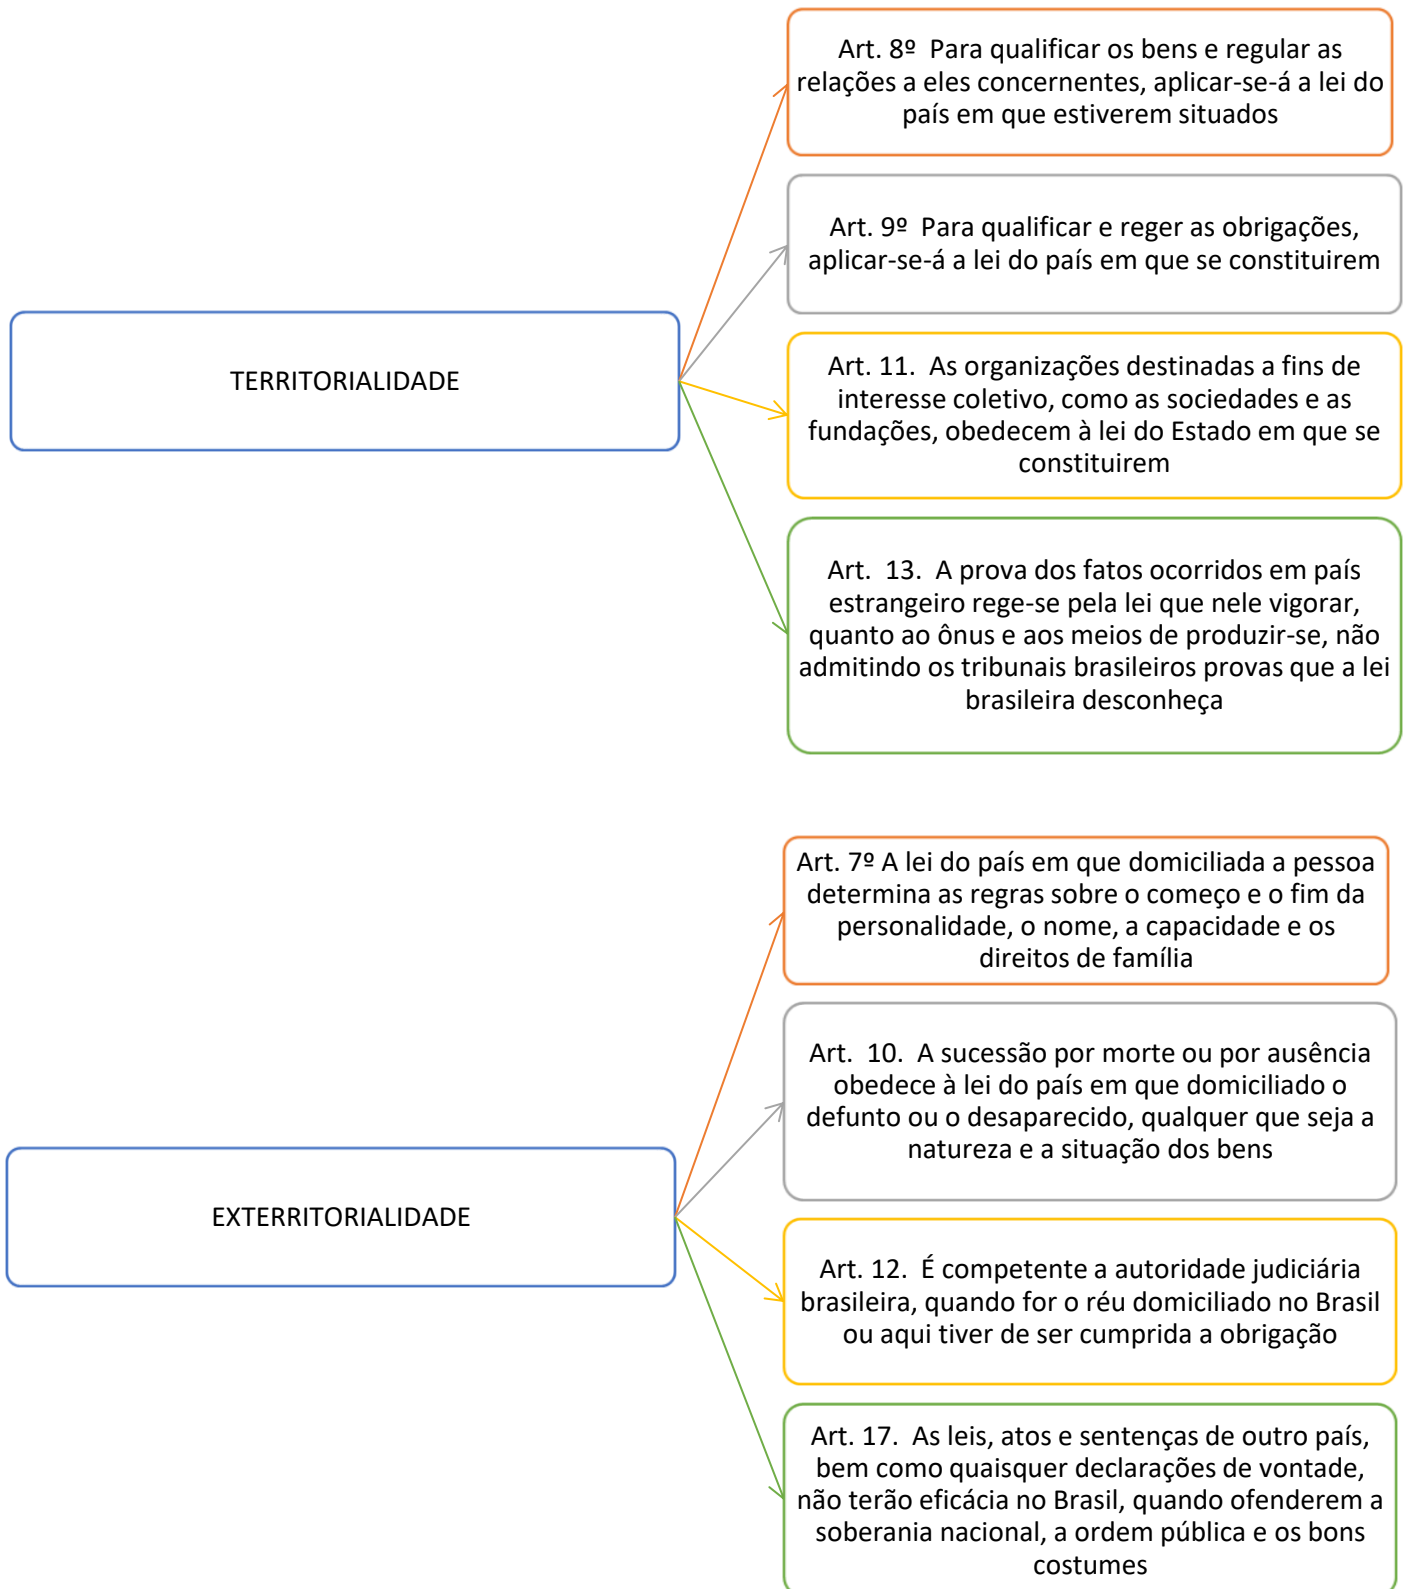 Art. 8º  Para qualificar os bens e regular as
relações a eles concernentes, aplicar-se-á a lei do
país em que estiverem situados
Art. 9º  Para qualificar e reger as obrigações,
aplicar-se-á a lei do país em que se constituirem
TERRITORIALIDADE
Art. 11.  As organizações destinadas a fins de
interesse coletivo, como as sociedades e as
fundações, obedecem à lei do Estado em que se
constituirem
Art.  13.  A prova dos fatos ocorridos em país
estrangeiro rege-se pela lei que nele vigorar,
quanto ao ônus e aos meios de produzir-se, não
admitindo os tribunais brasileiros provas que a lei
brasileira desconheça
Art. 7º A lei do país em que domiciliada a pessoa
determina as regras sobre o começo e o fim da
personalidade, o nome, a capacidade e os
direitos de família
Art.  10.  A sucessão por morte ou por ausência
obedece à lei do país em que domiciliado o
defunto ou o desaparecido, qualquer que seja a
natureza e a situação dos bens
EXTERRITORIALIDADE
Art. 12.  É competente a autoridade judiciária
brasileira, quando for o réu domiciliado no Brasil
ou aqui tiver de ser cumprida a obrigação
Art. 17.  As leis, atos e sentenças de outro país,
bem como quaisquer declarações de vontade,
não terão eficácia no Brasil, quando ofenderem a
soberania nacional, a ordem pública e os bons
costumes